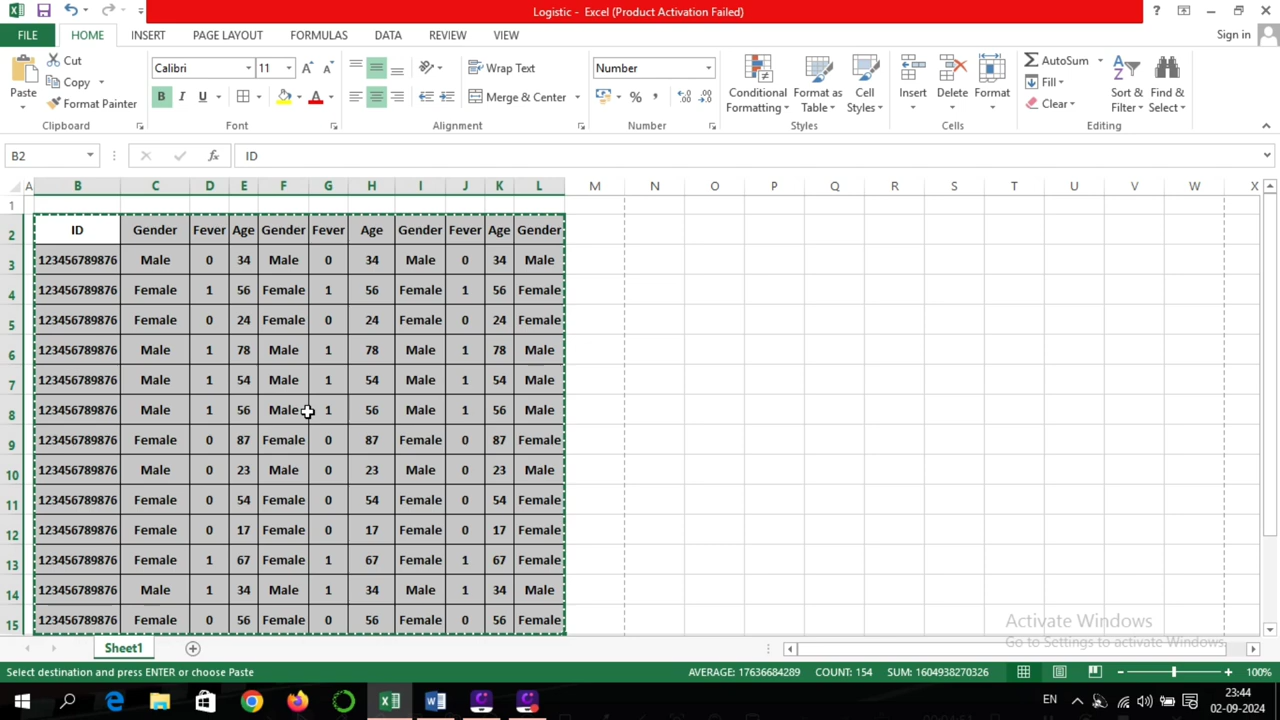 Logistic - Excel (Product Activation Failed)
?
FILE HOME INSERT PAGE LAYOUT FORMULAS DATA REVIEW VIEW Sign in
Paste Cut Copy Format Painter
Calibri 11
B I U A
Wrap Text
Merge & Center
Number
%
Conditional Formatting Format as Table Cell Styles
Insert Delete Format
AutoSum Fill Clear
Sort & Filter Find & Select
Clipboard Font Alignment Number Styles Cells Editing
B2 fx ID
A B C D E F G H I J K L M N O P Q R S T U V W X
1
2 ID Gender Fever Age Gender Fever Age Gender Fever Age Gender
3 123456789876 Male 0 34 Male 0 34 Male 0 34 Male
4 123456789876 Female 1 56 Female 1 56 Female 1 56 Female
5 123456789876 Female 0 24 Female 0 24 Female 0 24 Female
6 123456789876 Male 1 78 Male 1 78 Male 1 78 Male
7 123456789876 Male 1 54 Male 1 54 Male 1 54 Male
8 123456789876 Male 1 56 Male 1 56 Male 1 56 Male
9 123456789876 Female 0 87 Female 0 87 Female 0 87 Female
10 123456789876 Male 0 23 Male 0 23 Male 0 23 Male
11 123456789876 Female 0 54 Female 0 54 Female 0 54 Female
12 123456789876 Female 0 17 Female 0 17 Female 0 17 Female
13 123456789876 Female 1 67 Female 1 67 Female 1 67 Female
14 123456789876 Male 1 34 Male 1 34 Male 1 34 Male
15 123456789876 Female 0 56 Female 0 56 Female 0 56 Female
Activate Windows
Go to Settings to activate Windows.
Sheet1
Select destination and press ENTER or choose Paste AVERAGE: 17636684289 COUNT: 154 SUM: 1604938270326 100%
EN 23:44
02-09-2024